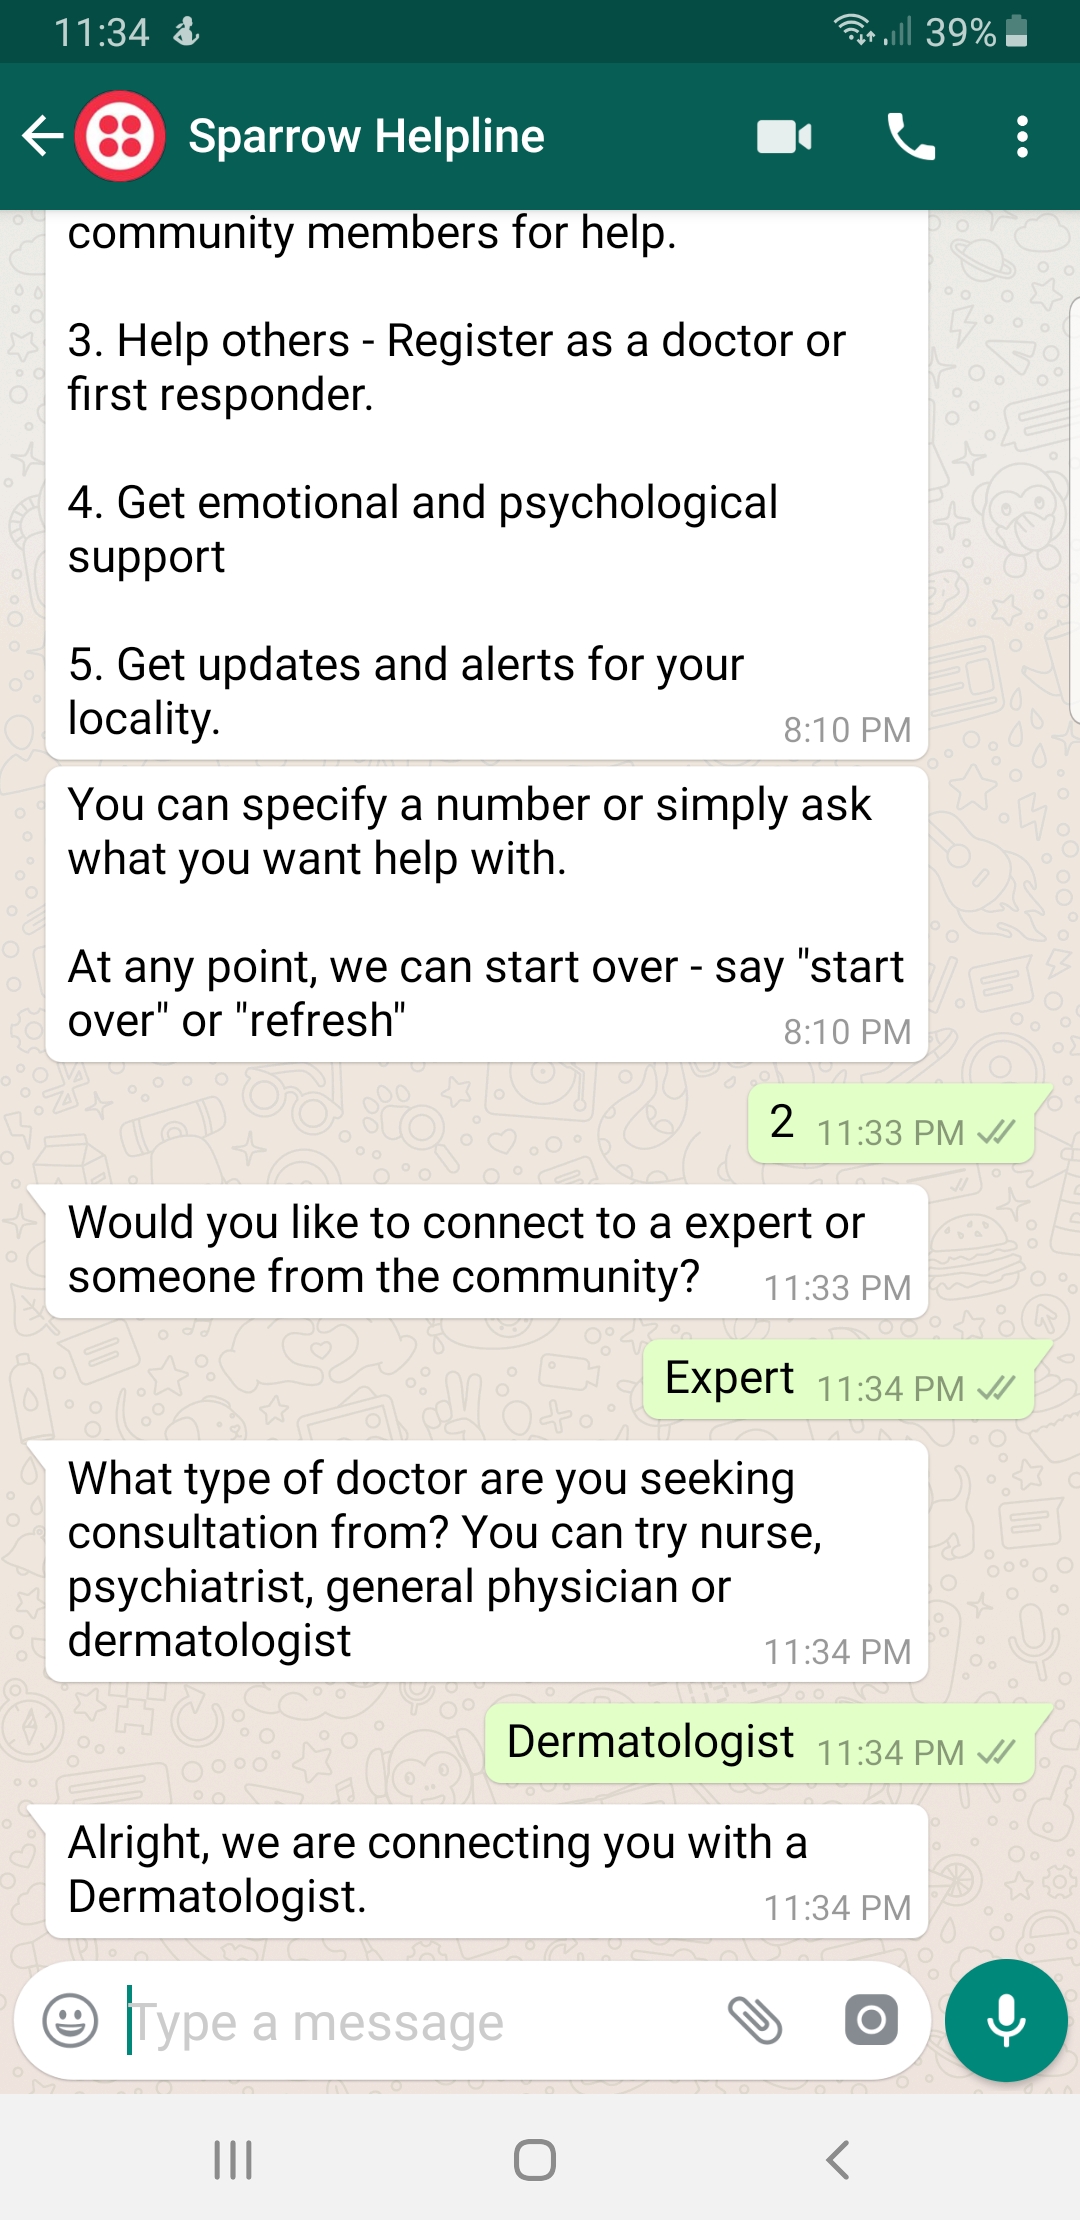 11:34
39%
Sparrow Helpline
community members for help.
3. Help others - Register as a doctor or
first responder.
4. Get emotional and psychological
support
5. Get updates and alerts for your
locality.
8:10 PM
You can specify a number or simply ask
what you want help with.
At any point, we can start over - say "start
over" or "refresh"
8:10 PM
2 11:33 PM
Would you like to connect to a expert or
someone from the community?
11:33 PM
Expert 11:34 PM
What type of doctor are you seeking
consultation from? You can try nurse,
psychiatrist, general physician or
dermatologist
11:34 PM
Dermatologist 11:34 PM
Alright, we are connecting you with a
Dermatologist.
11:34 PM
Type a message